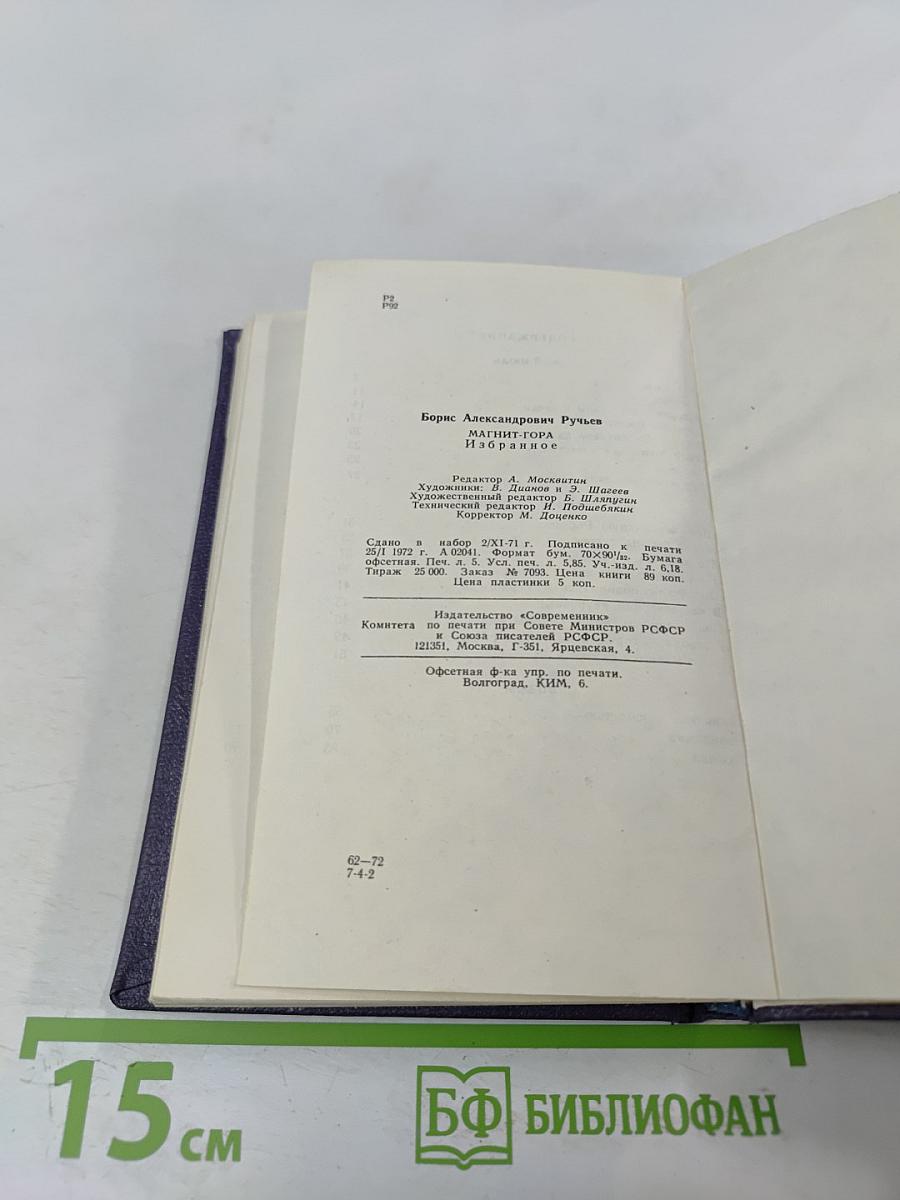 Р2
Р92
Борис Александрович Ручьев
МАГНИТ-ГОРА
Избранное
Редактор А. Москвитин
Художники: В. Дианов и Э. Шагеев
Художественный редактор Б. Шляпугин
Технический редактор И. Подшебякин
Корректор М. Доценко
Сдано в набор 2/XI-71 г. Подписано к печати
25/I 1972 г. А 02041. Формат бум. 70×90¹/₃₂. Бумага
офсетная. Печ. л. 5. Усл. печ. л. 5,85. Уч.-изд. л. 6,18.
Тираж 25 000. Заказ № 7093. Цена книги 89 коп.
Цена пластинки 5 коп.
Издательство «Современник»
Комитета по печати при Совете Министров РСФСР
и Союза писателей РСФСР.
121351, Москва, Г-351, Ярцевская, 4.
Офсетная ф-ка упр. по печати.
Волгоград, КИМ, 6.
62—72
7-4-2
15 см
БФ БИБЛИОФАН